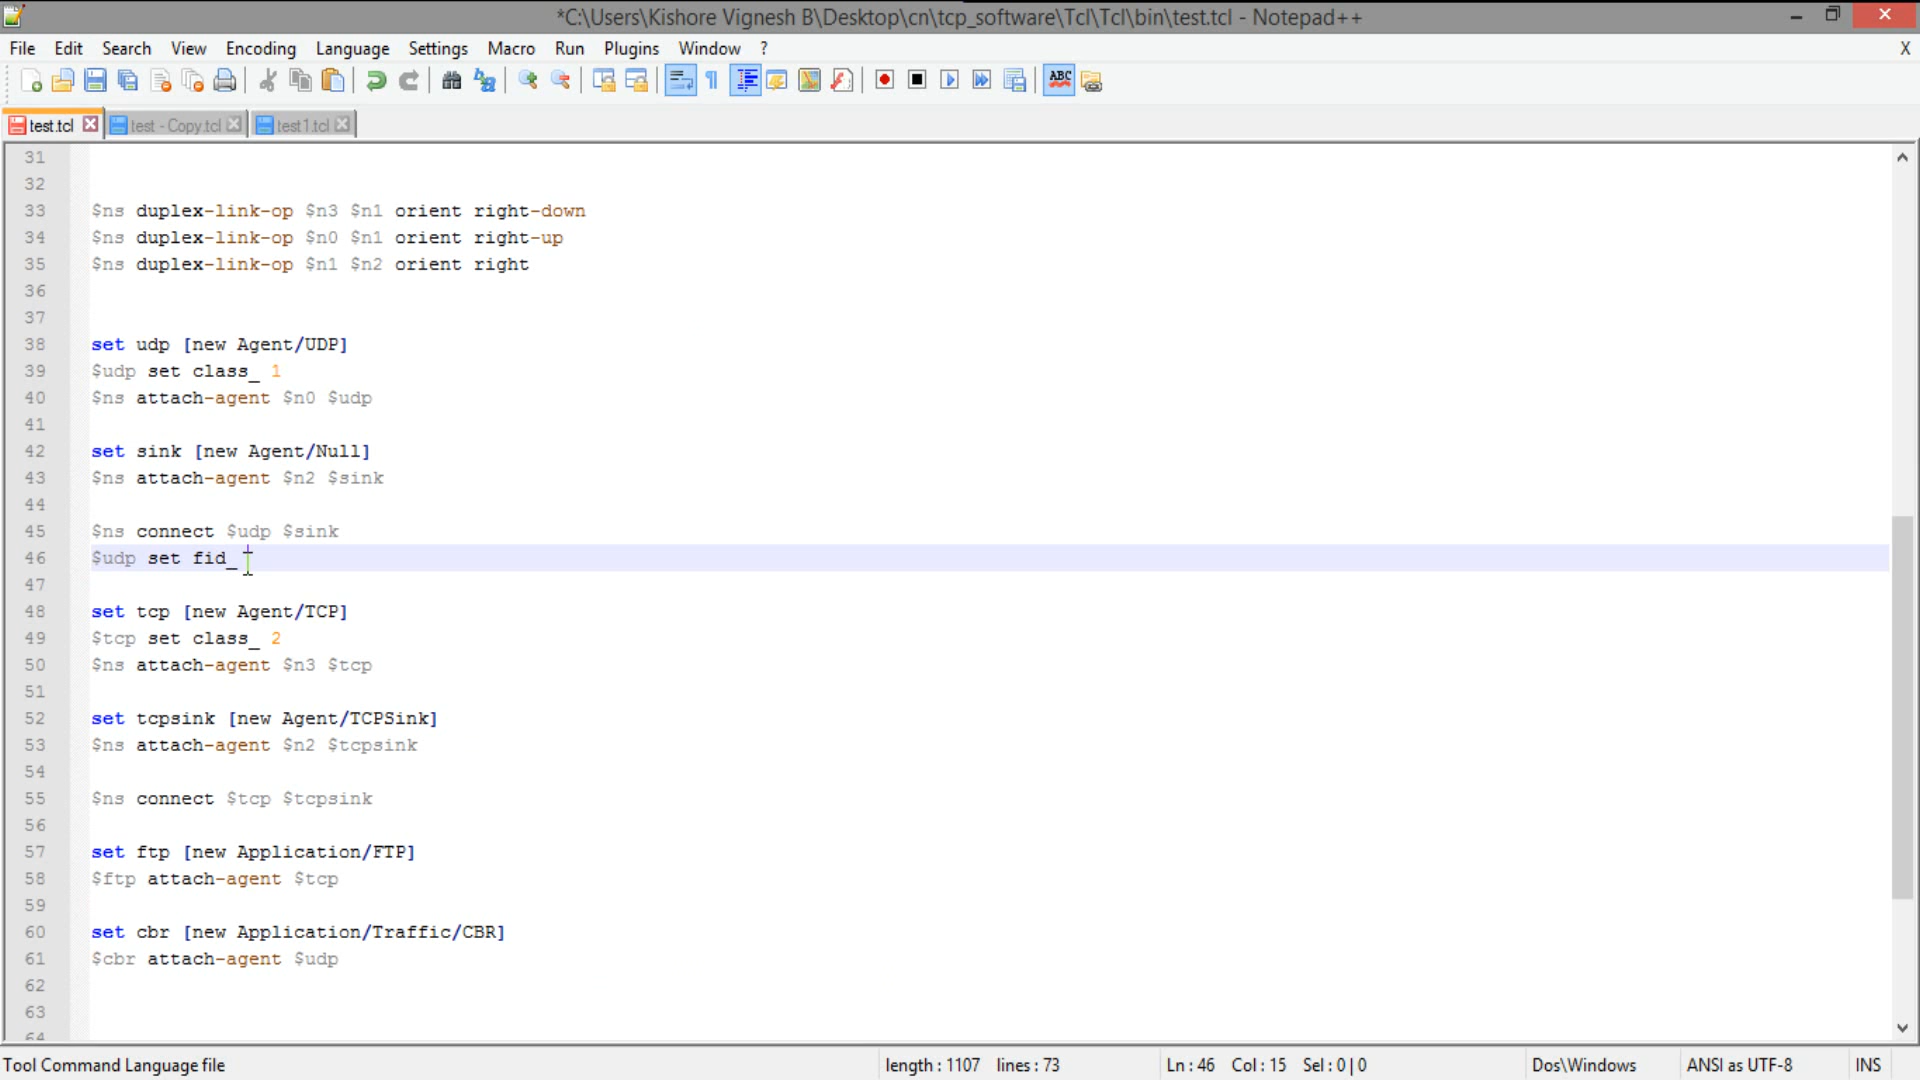 *C:\Users\Kishore Vignesh B\Desktop\cn\tcp_software\Tcl\Tcl\bin\test.tcl - Notepad++
File Edit Search View Encoding Language Settings Macro Run Plugins Window ? X
ABC
test.tcl test - Copy.tcl test1.tcl
31
32
33 $ns duplex-link-op $n3 $n1 orient right-down
34 $ns duplex-link-op $n0 $n1 orient right-up
35 $ns duplex-link-op $n1 $n2 orient right
36
37
38 set udp [new Agent/UDP]
39 $udp set class_ 1
40 $ns attach-agent $n0 $udp
41
42 set sink [new Agent/Null]
43 $ns attach-agent $n2 $sink
44
45 $ns connect $udp $sink
46 $udp set fid_
47
48 set tcp [new Agent/TCP]
49 $tcp set class_ 2
50 $ns attach-agent $n3 $tcp
51
52 set tcpsink [new Agent/TCPSink]
53 $ns attach-agent $n2 $tcpsink
54
55 $ns connect $tcp $tcpsink
56
57 set ftp [new Application/FTP]
58 $ftp attach-agent $tcp
59
60 set cbr [new Application/Traffic/CBR]
61 $cbr attach-agent $udp
62
63
64
Tool Command Language file length : 1107 lines : 73 Ln : 46 Col : 15 Sel : 0 | 0 Dos\Windows ANSI as UTF-8 INS